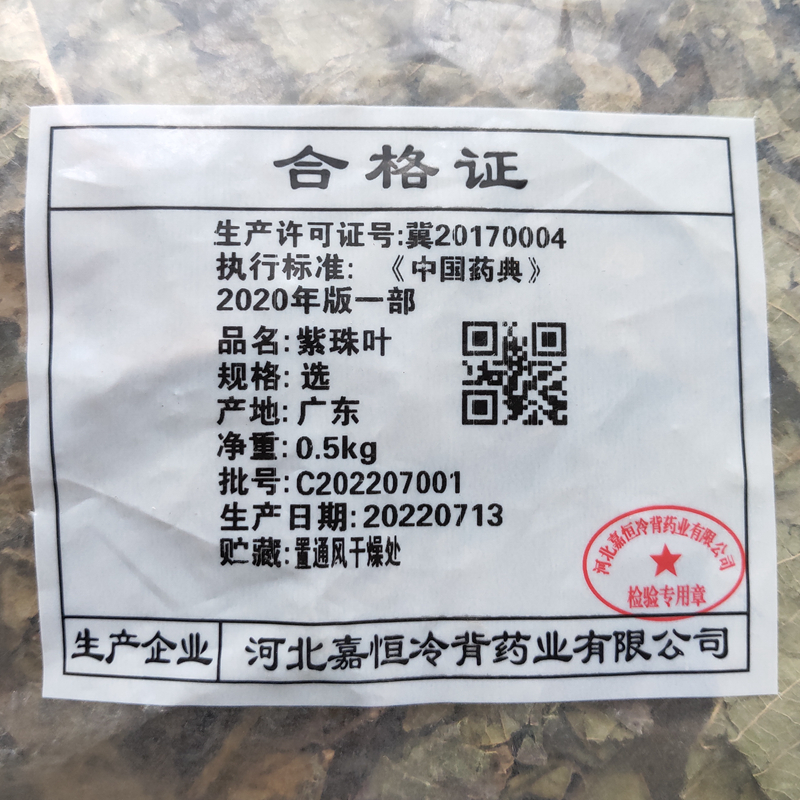 合格证
生产许可证号:冀20170004
执行标准:《中国药典》
2020年版一部
品名:紫珠叶
规格:选
产地:广东
净重:0.5kg
批号:C202207001
生产日期:20220713
贮藏:置通风干燥处
河北嘉恒冷背药业有限公司
检验专用章
生产企业 河北嘉恒冷背药业有限公司